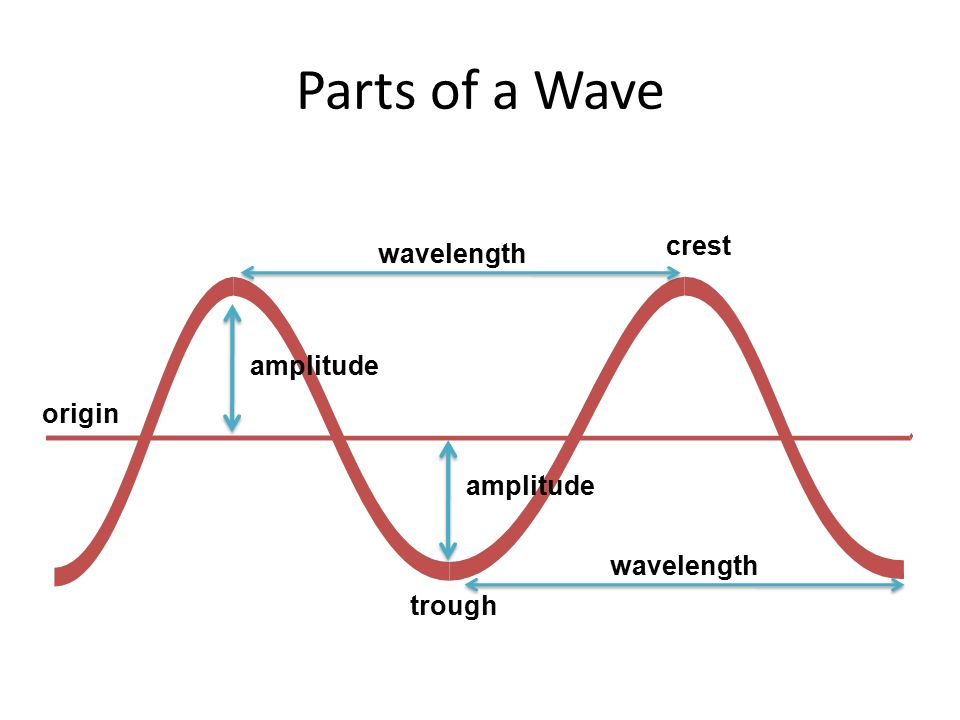 Parts of a Wave
wavelength
crest
amplitude
origin
amplitude
wavelength
trough